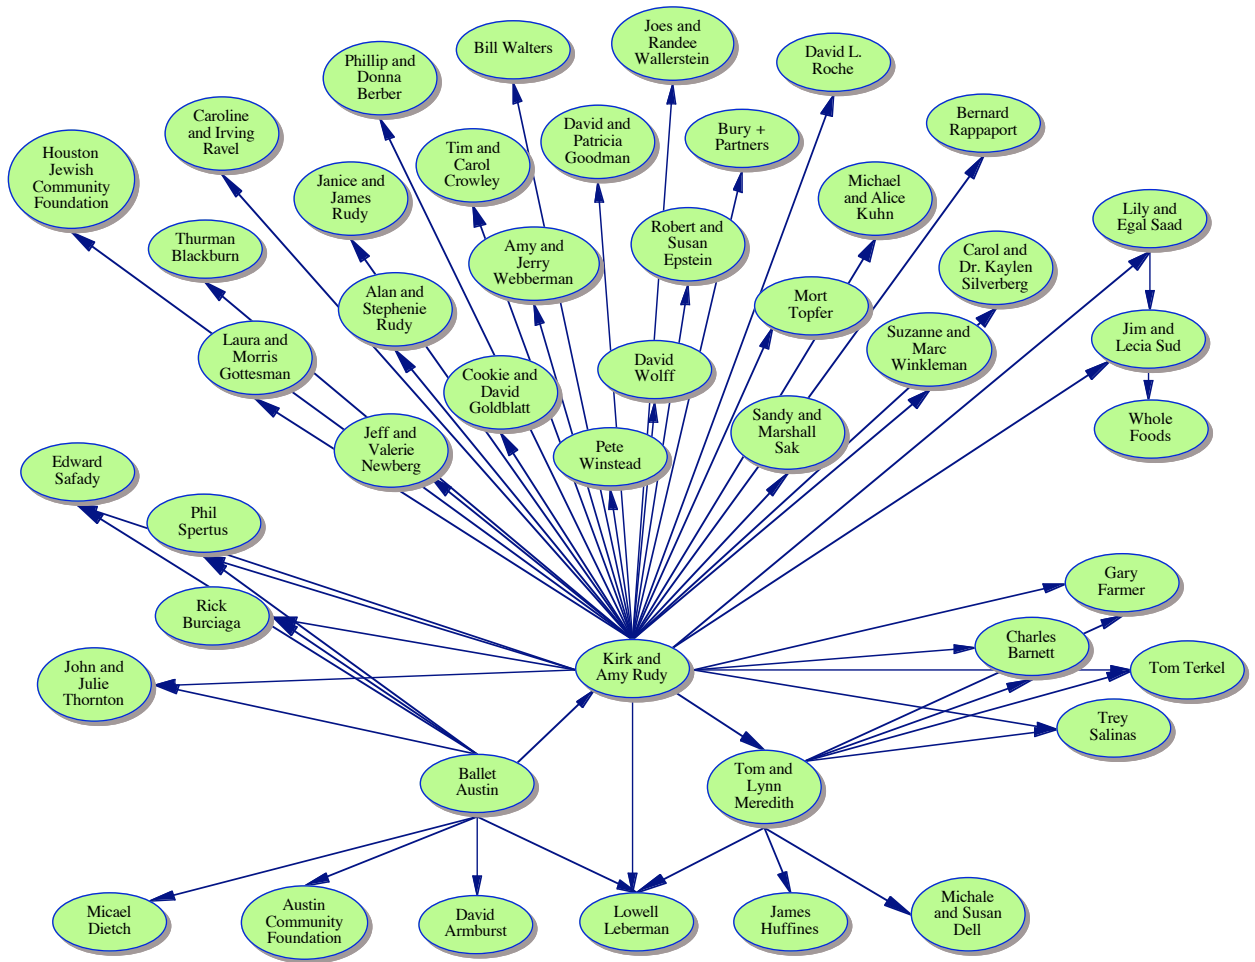 Joes and
Randee
Wallerstein
Bill Walters
David L.
Roche
Phillip and
Donna
Berber
Caroline
and Irving
Ravel
Bernard
Rappaport
David and
Patricia
Goodman
Bury +
Partners
Tim and
Carol
Crowley
Houston
Jewish
Community
Foundation
Janice and
James
Rudy
Michael
and Alice
Kuhn
Lily and
Egal Saad
Thurman
Blackburn
Robert and
Susan
Epstein
Amy and
Jerry
Webberman
Carol and
Dr. Kaylen
Silverberg
Alan and
Stephenie
Rudy
Mort
Topfer
Jim and
Lecia Sud
Suzanne and
Marc
Winkleman
Laura and
Morris
Gottesman
David
Wolff
Cookie and
David
Goldblatt
Whole
Foods
Sandy and
Marshall
Sak
Jeff and
Valerie
Newberg
Pete
Winstead
Edward
Safady
Phil
Spertus
Gary
Farmer
Rick
Burciaga
Charles
Barnett
Kirk and
Amy Rudy
Tom Terkel
John and
Julie
Thornton
Trey
Salinas
Ballet
Austin
Tom and
Lynn
Meredith
Micael
Dietch
Austin
Community
Foundation
David
Armburst
Lowell
Leberman
James
Huffines
Michale
and Susan
Dell